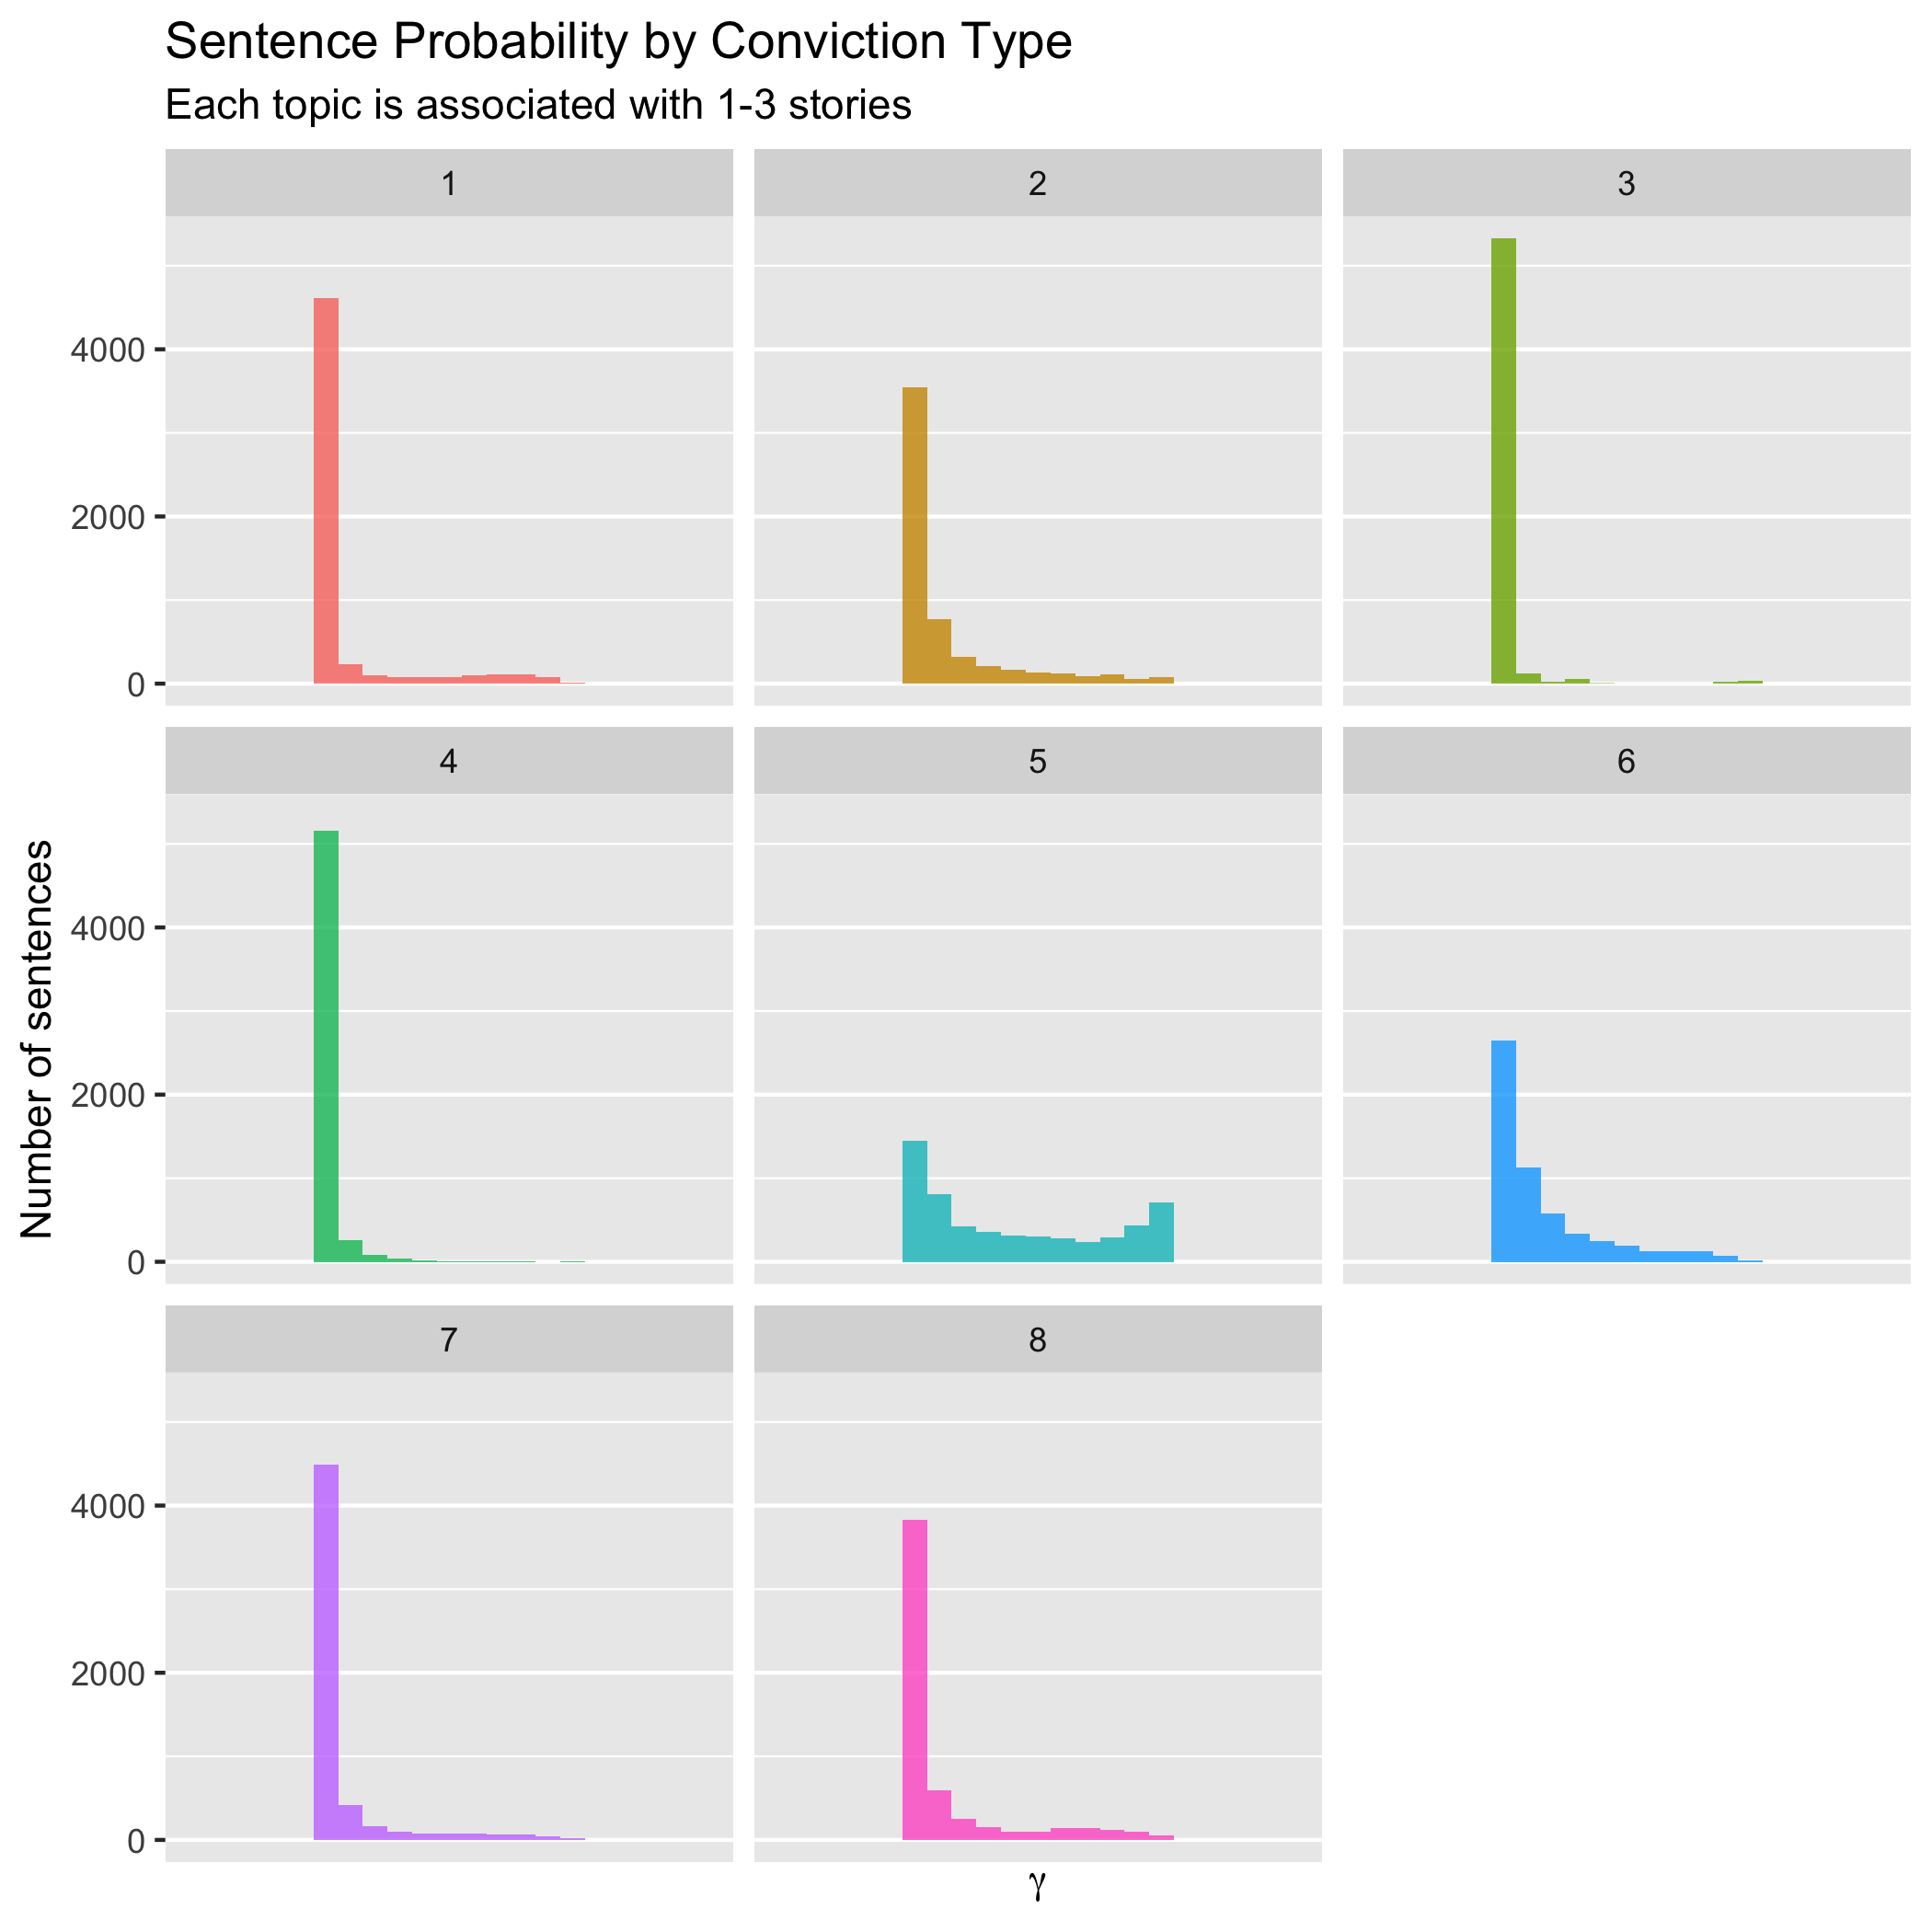 Sentence Probability by Conviction Type
Each topic is associated with 1-3 stories
1 2 3
4000
2000
0
4 5 6
4000
2000
0
7 8
4000
2000
0
Number of sentences
γ